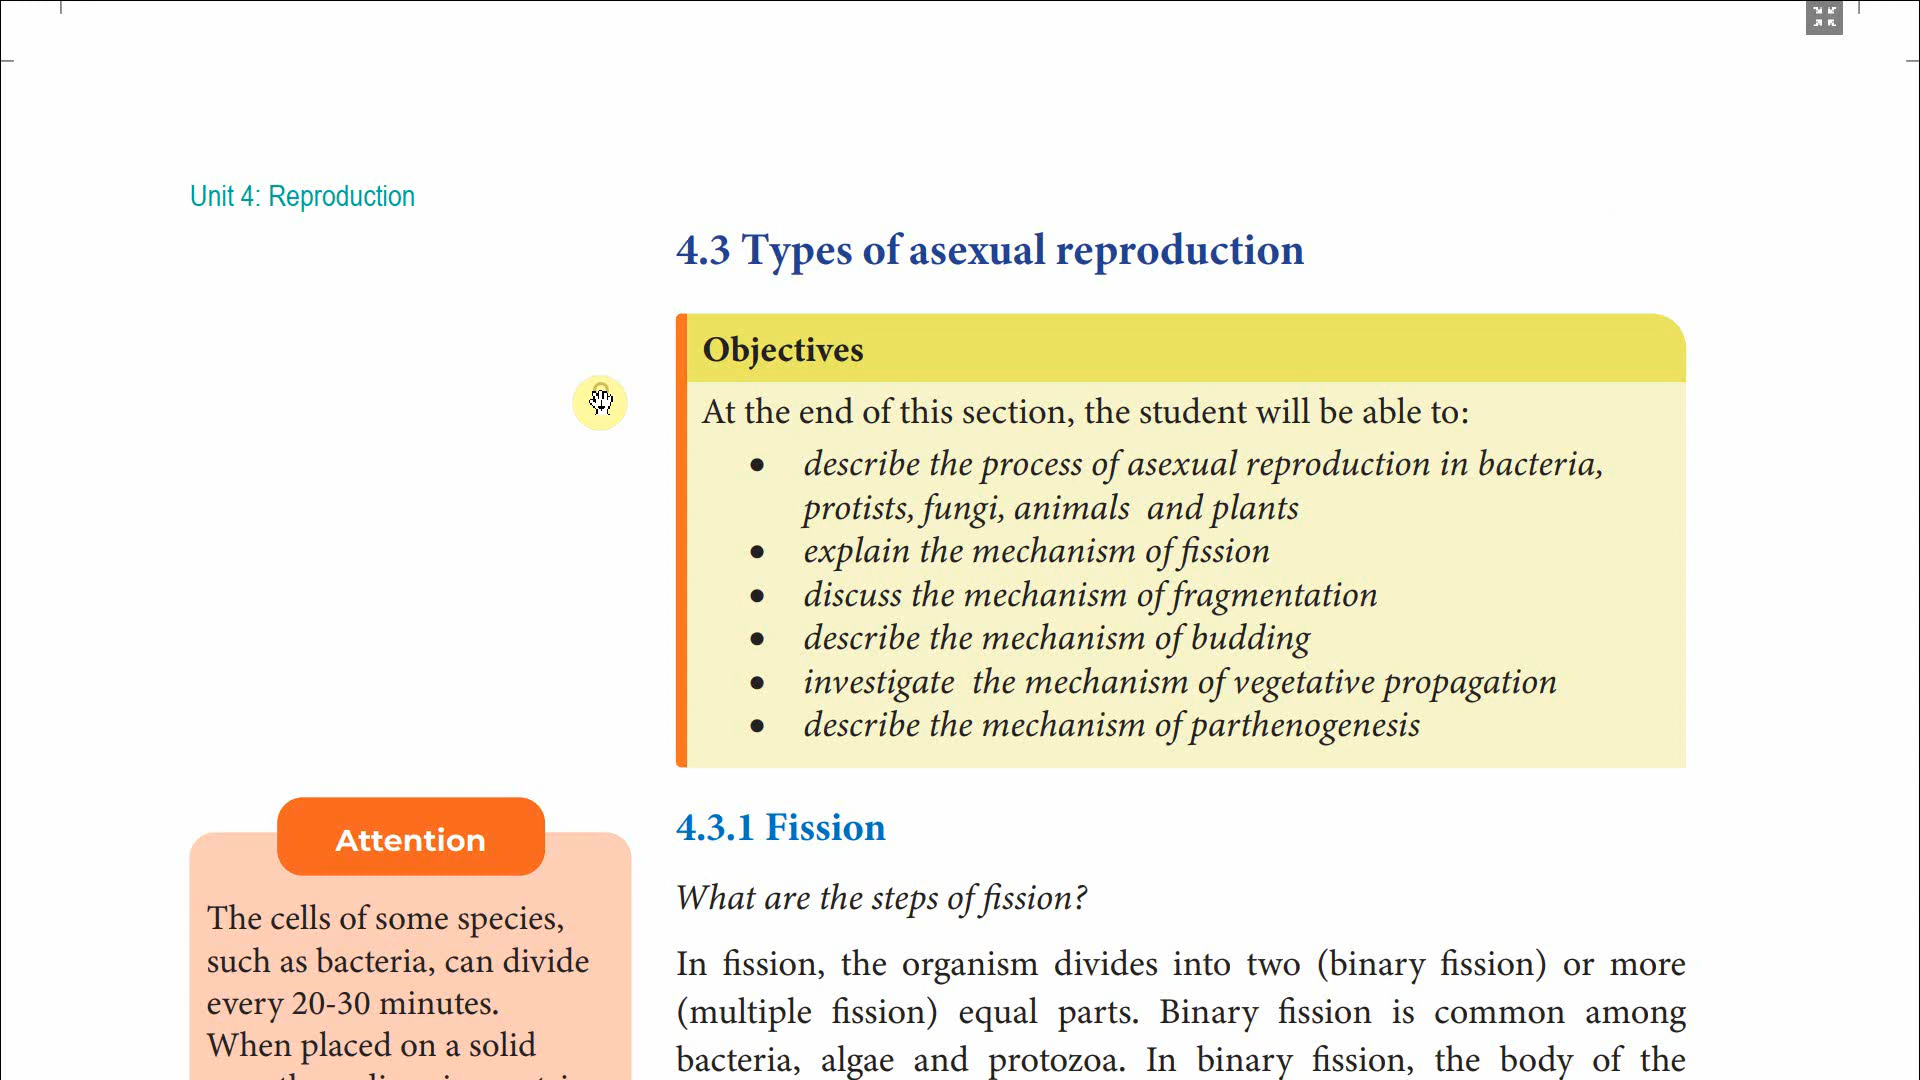 Unit 4: Reproduction
4.3 Types of asexual reproduction
Objectives
At the end of this section, the student will be able to:
• describe the process of asexual reproduction in bacteria,
protists, fungi, animals and plants
• explain the mechanism of fission
• discuss the mechanism of fragmentation
• describe the mechanism of budding
• investigate the mechanism of vegetative propagation
• describe the mechanism of parthenogenesis
Attention
The cells of some species,
such as bacteria, can divide
every 20-30 minutes.
When placed on a solid
4.3.1 Fission
What are the steps of fission?
In fission, the organism divides into two (binary fission) or more
(multiple fission) equal parts. Binary fission is common among
bacteria, algae and protozoa. In binary fission, the body of the